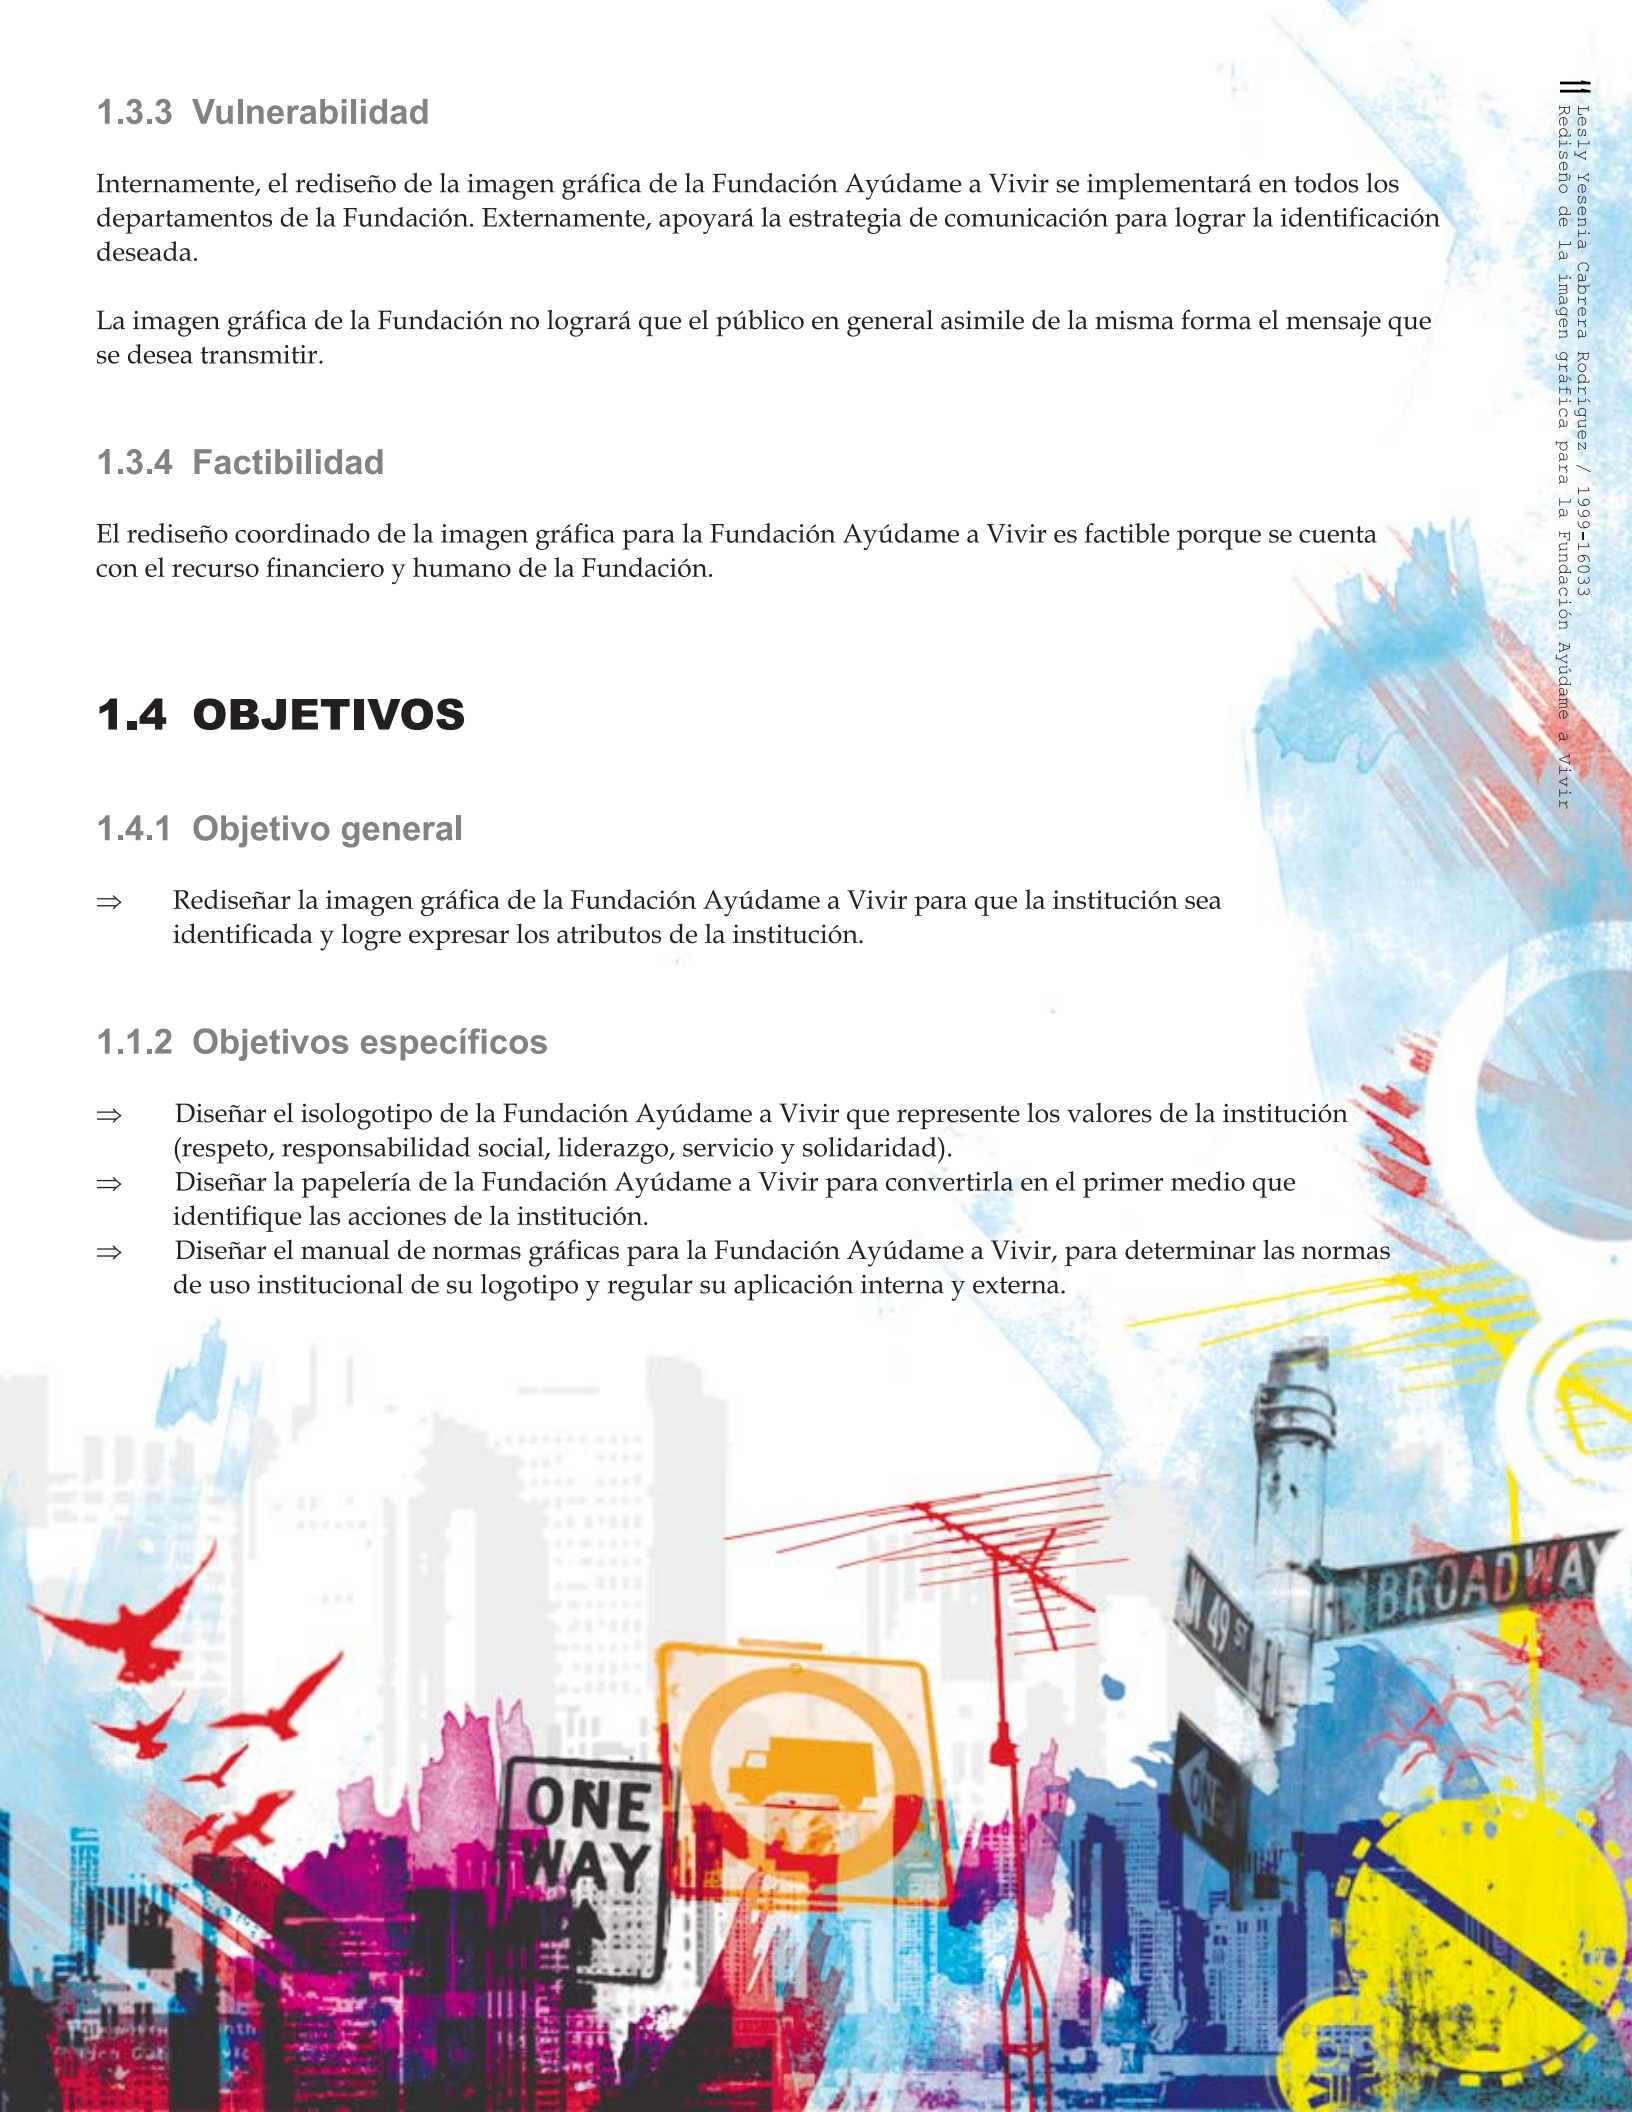 1.3.3 Vulnerabilidad
Internamente, el rediseño de la imagen gráfica de la Fundación Ayúdame a Vivir se implementará en todos los
departamentos de la Fundación. Externamente, apoyará la estrategia de comunicación para lograr la identificación
deseada.
La imagen gráfica de la Fundación no logrará que el público en general asimile de la misma forma el mensaje que
se desea transmitir.
1.3.4 Factibilidad
El rediseño coordinado de la imagen gráfica para la Fundación Ayúdame a Vivir es factible porque se cuenta
con el recurso financiero y humano de la Fundación.
1.4 OBJETIVOS
1.4.1 Objetivo general
⇒ Rediseñar la imagen gráfica de la Fundación Ayúdame a Vivir para que la institución sea
identificada y logre expresar los atributos de la institución.
1.1.2 Objetivos específicos
⇒ Diseñar el isologotipo de la Fundación Ayúdame a Vivir que represente los valores de la institución
(respeto, responsabilidad social, liderazgo, servicio y solidaridad).
⇒ Diseñar la papelería de la Fundación Ayúdame a Vivir para convertirla en el primer medio que
identifique las acciones de la institución.
⇒ Diseñar el manual de normas gráficas para la Fundación Ayúdame a Vivir, para determinar las normas
de uso institucional de su logotipo y regular su aplicación interna y externa.
11
Lesly Yesenia Cabrera Rodríguez / 1999-16033
Rediseño de la imagen gráfica para la Fundación Ayúdame a Vivir
BROADWAY
W 49 ST
ONE
ONE
WAY